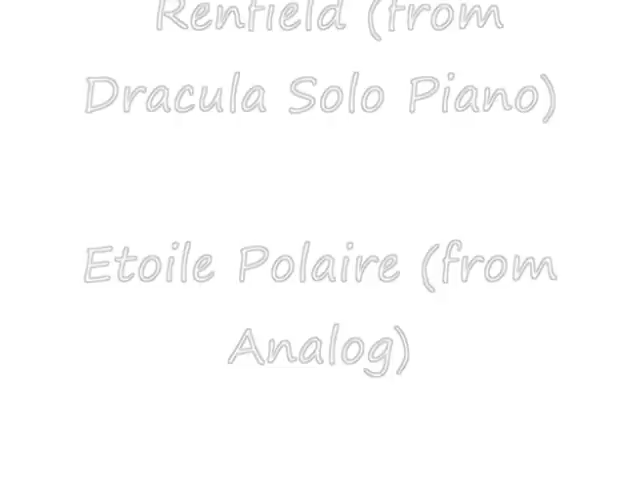 Renfield (from
Dracula Solo Piano)
Etoile Polaire (from
Analog)